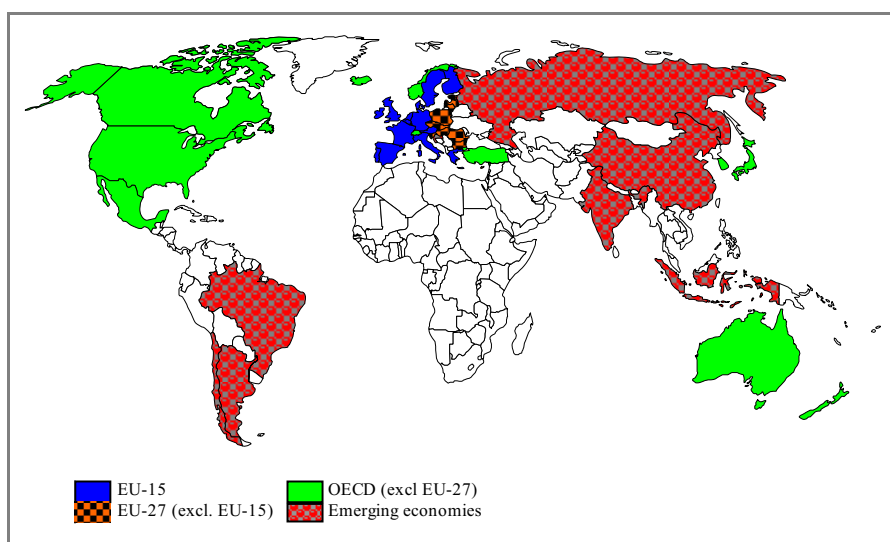 EU-15
EU-27 (excl. EU-15)
OECD (excl EU-27)
Emerging economies